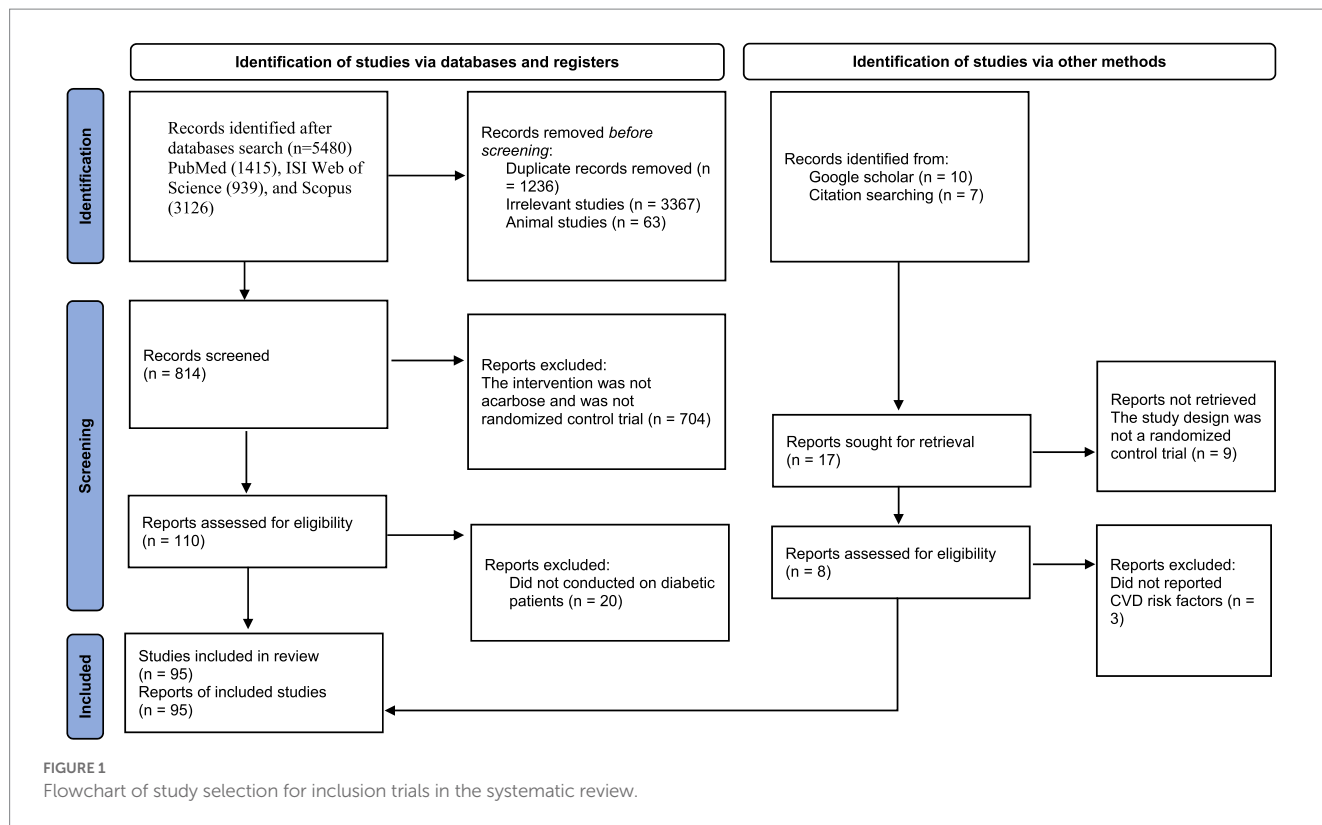 Identification of studies via databases and registers
Identification of studies via other methods
Identification
Records identified after
databases search (n=5480)
PubMed (1415), ISI Web of
Science (939), and Scopus
(3126)
Records removed before
screening:
Duplicate records removed (n
= 1236)
Irrelevant studies (n = 3367)
Animal studies (n = 63)
Records identified from:
Google scholar (n = 10)
Citation searching (n = 7)
Screening
Records screened
(n = 814)
Reports excluded:
The intervention was not
acarbose and was not
randomized control trial (n = 704)
Reports sought for retrieval
(n = 17)
Reports not retrieved
The study design was
not a randomized
control trial (n = 9)
Reports assessed for eligibility
(n = 110)
Reports excluded:
Did not conducted on diabetic
patients (n = 20)
Reports assessed for eligibility
(n = 8)
Reports excluded:
Did not reported
CVD risk factors (n =
3)
Included
Studies included in review
(n = 95)
Reports of included studies
(n = 95)
FIGURE 1
Flowchart of study selection for inclusion trials in the systematic review.